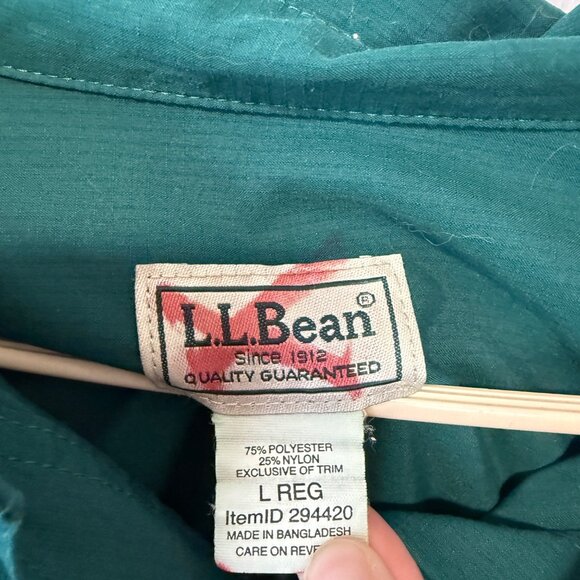 L.L.Bean®
Since 1912
QUALITY GUARANTEED
75% POLYESTER
25% NYLON
EXCLUSIVE OF TRIM
L REG
ItemID 294420
MADE IN BANGLADESH
CARE ON